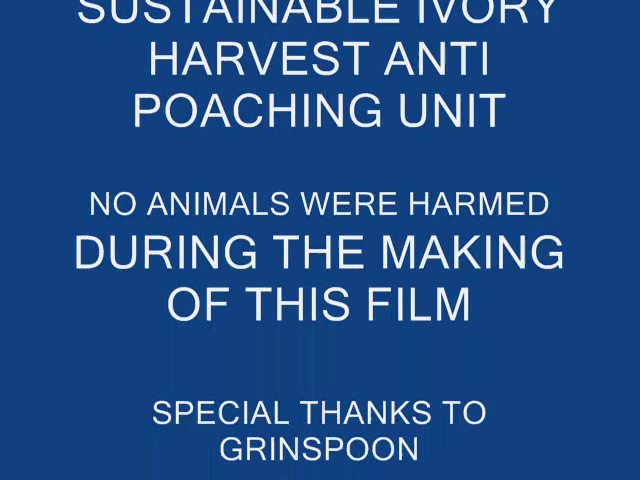 SUSTAINABLE IVORY
HARVEST ANTI
POACHING UNIT
NO ANIMALS WERE HARMED
DURING THE MAKING
OF THIS FILM
SPECIAL THANKS TO
GRINSPOON